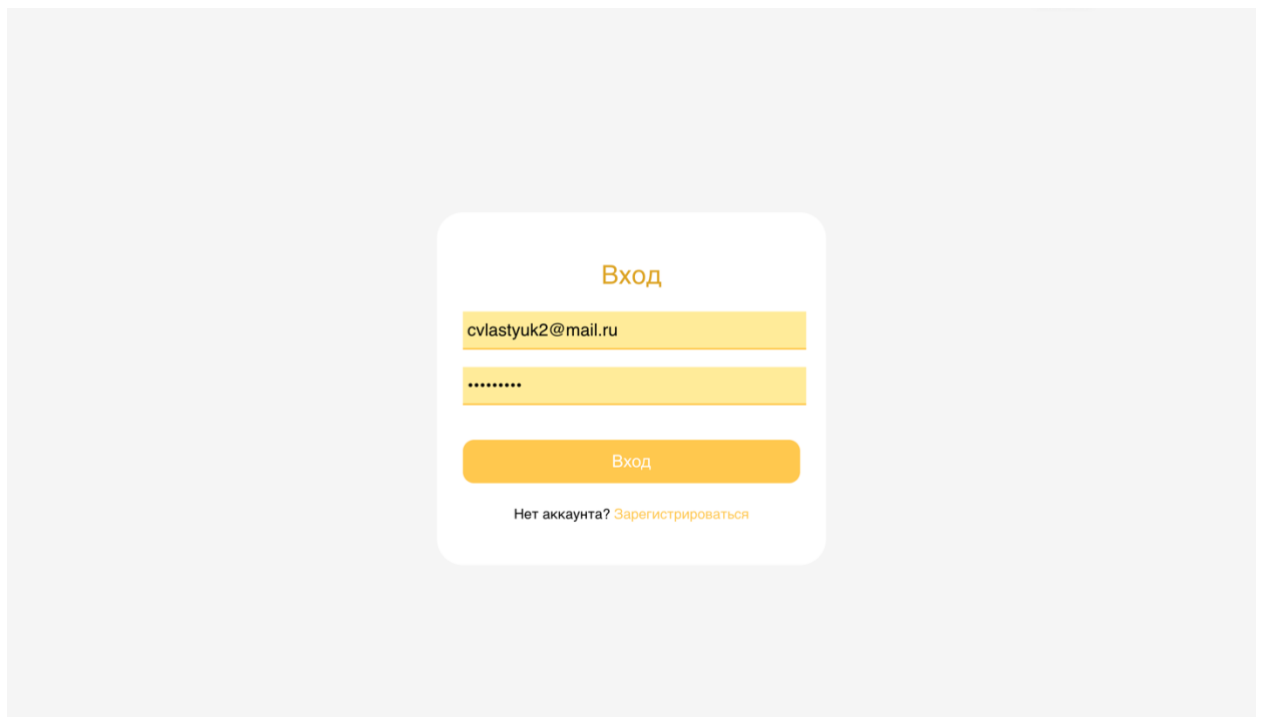 Вход
cvlastyuk2@mail.ru
•••••••••
Вход
Нет аккаунта? Зарегистрироваться